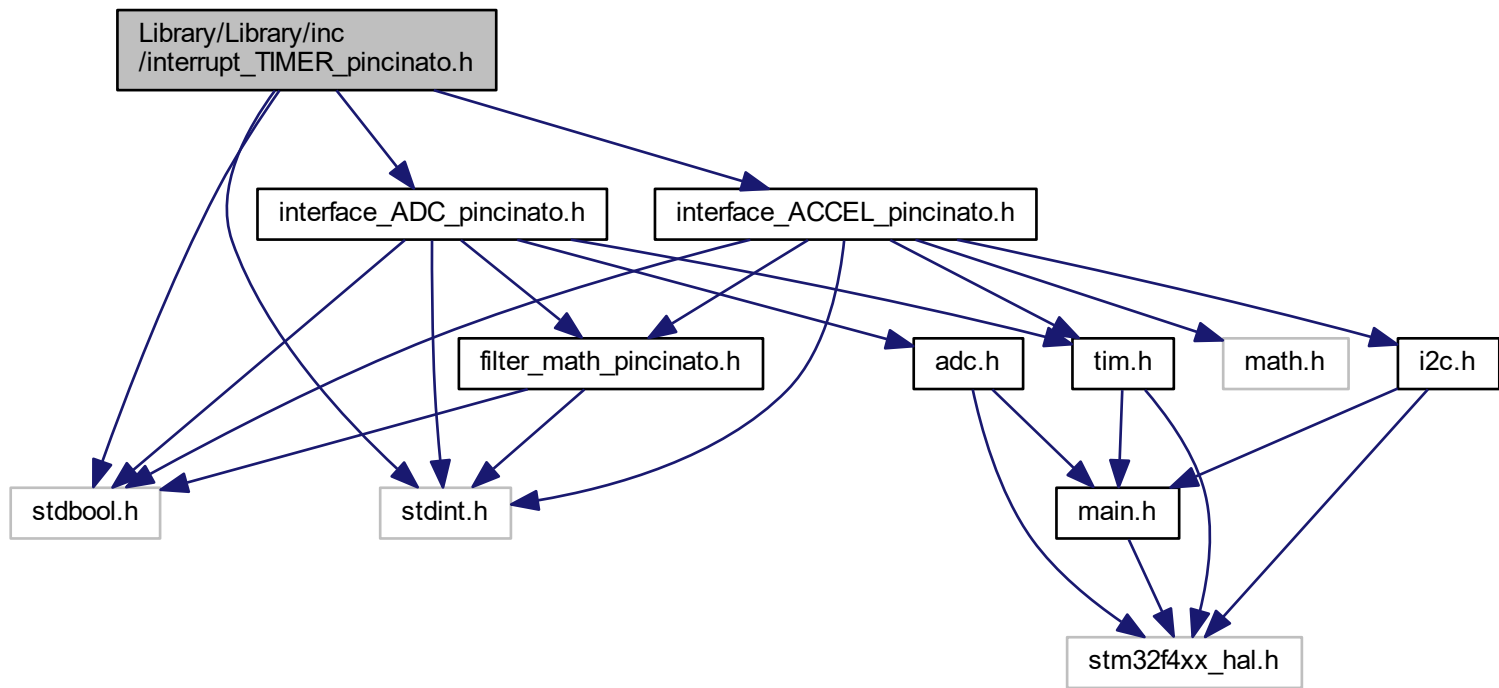 Library/Library/inc
/interrupt_TIMER_pincinato.h
interface_ADC_pincinato.h
interface_ACCEL_pincinato.h
filter_math_pincinato.h
adc.h
tim.h
math.h
i2c.h
stdbool.h
stdint.h
main.h
stm32f4xx_hal.h